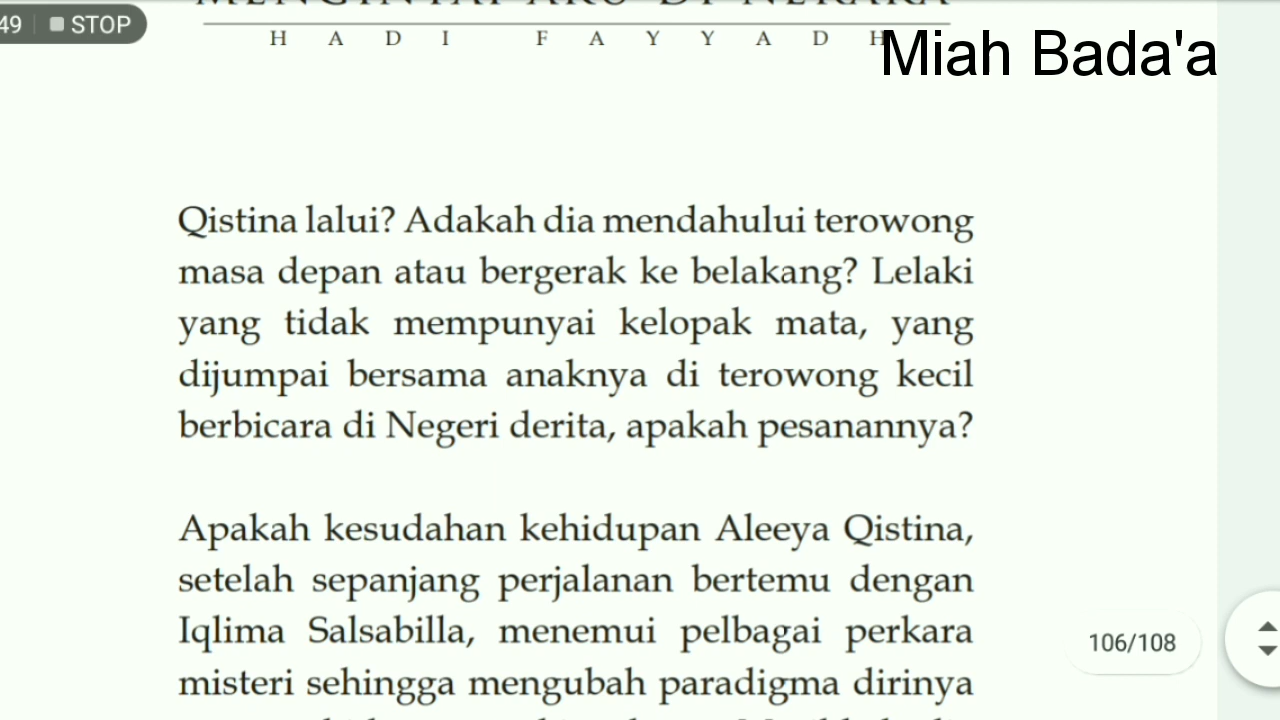 49 STOP
H A D I F A Y Y A D H
Miah Bada'a
Qistina lalui? Adakah dia mendahului terowong
masa depan atau bergerak ke belakang? Lelaki
yang tidak mempunyai kelopak mata, yang
dijumpai bersama anaknya di terowong kecil
berbicara di Negeri derita, apakah pesanannya?
Apakah kesudahan kehidupan Aleeya Qistina,
setelah sepanjang perjalanan bertemu dengan
Iqlima Salsabilla, menemui pelbagai perkara
misteri sehingga mengubah paradigma dirinya
106/108